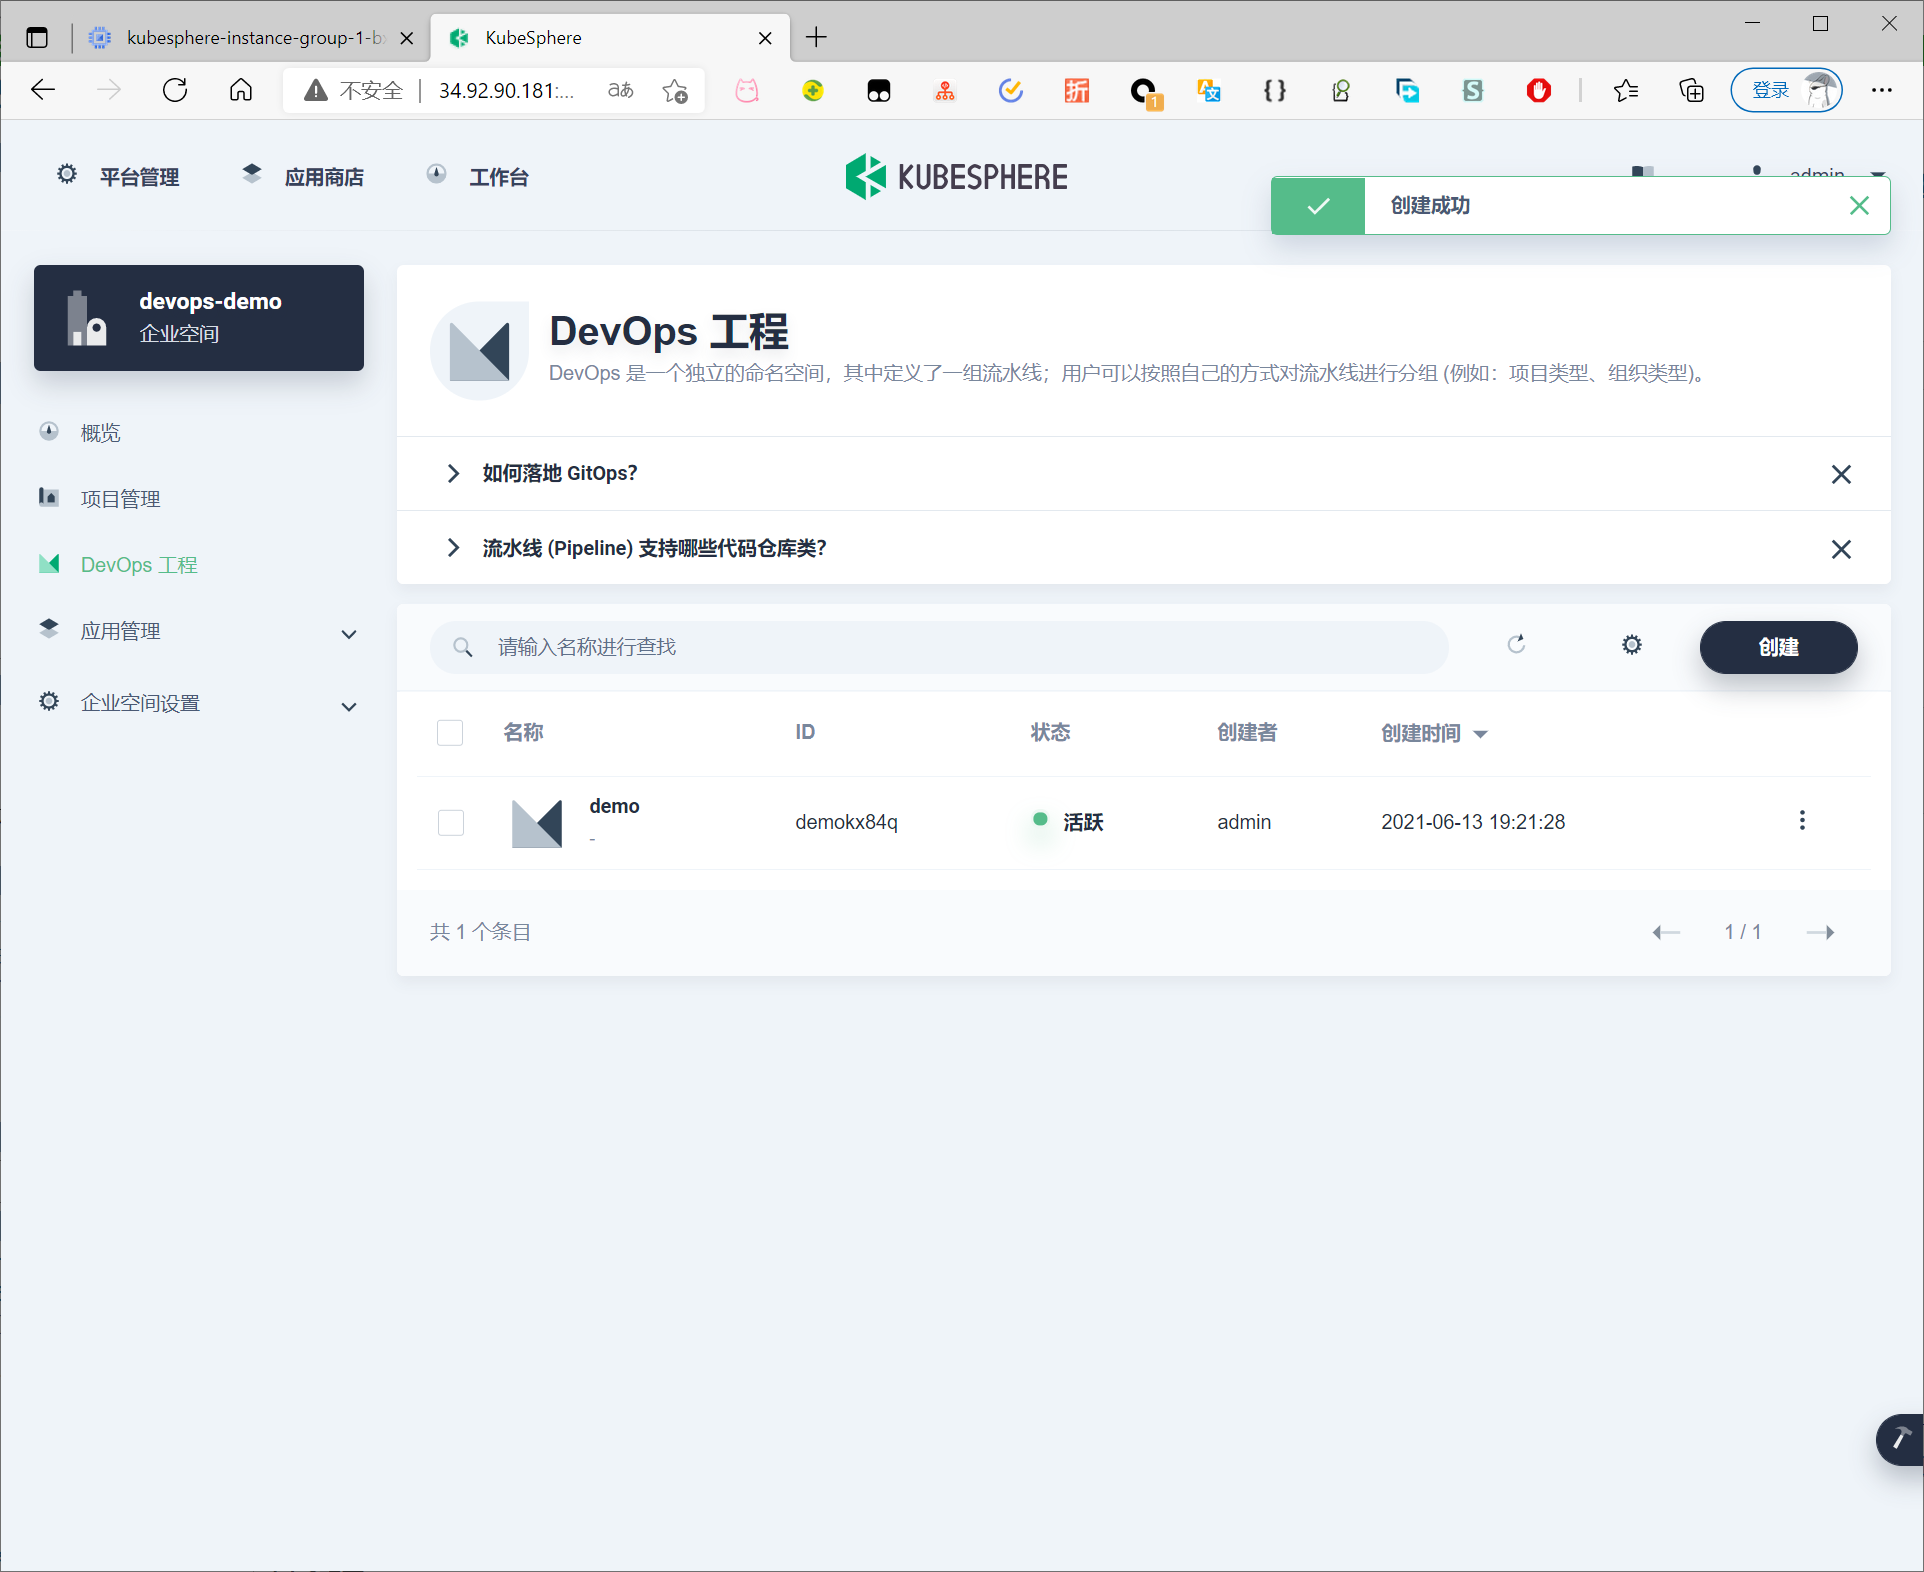 kubesphere-instance-group-1-b
KubeSphere
不安全
34.92.90.181:...
aあ
折
1
文
{}
S
登录
平台管理
应用商店
工作台
KUBESPHERE
admin
创建成功
devops-demo
企业空间
概览
项目管理
DevOps 工程
应用管理
企业空间设置
DevOps 工程
DevOps 是一个独立的命名空间，其中定义了一组流水线；用户可以按照自己的方式对流水线进行分组 (例如：项目类型、组织类型)。
如何落地 GitOps？
流水线 (Pipeline) 支持哪些代码仓库类？
请输入名称进行查找
创建
名称 ID 状态 创建者 创建时间
demo
-
demokx84q 活跃 admin 2021-06-13 19:21:28
共 1 个条目
1 / 1